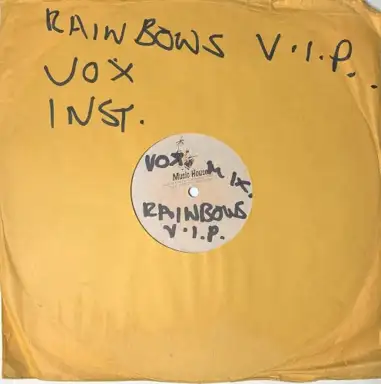 RAINBOWS V.I.P.
VOX
INST.
VOX MIX.
Music House
RAINBOWS
V.I.P.